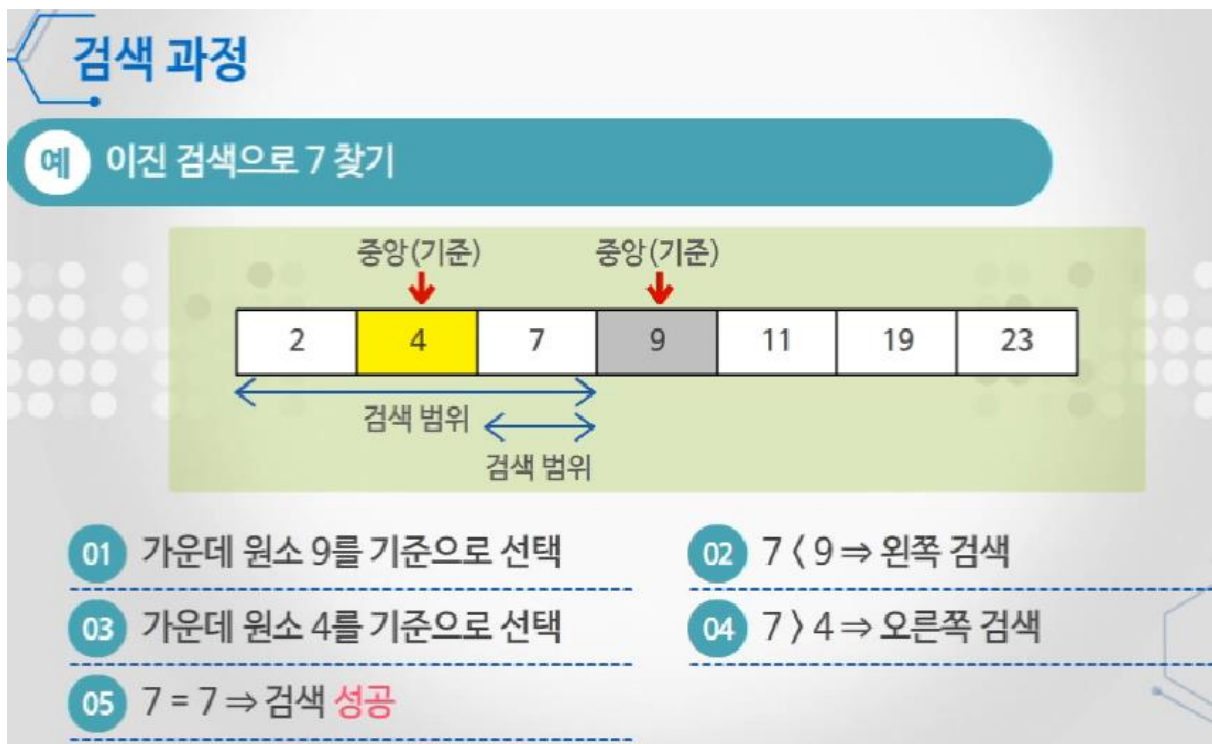 검색 과정
예 이진 검색으로 7 찾기
중앙(기준) 중앙(기준)
2 4 7 9 11 19 23
검색 범위
검색 범위
01 가운데 원소 9를 기준으로 선택
02 7 〈 9 ⇒ 왼쪽 검색
03 가운데 원소 4를 기준으로 선택
04 7 〉 4 ⇒ 오른쪽 검색
05 7 = 7 ⇒ 검색 성공